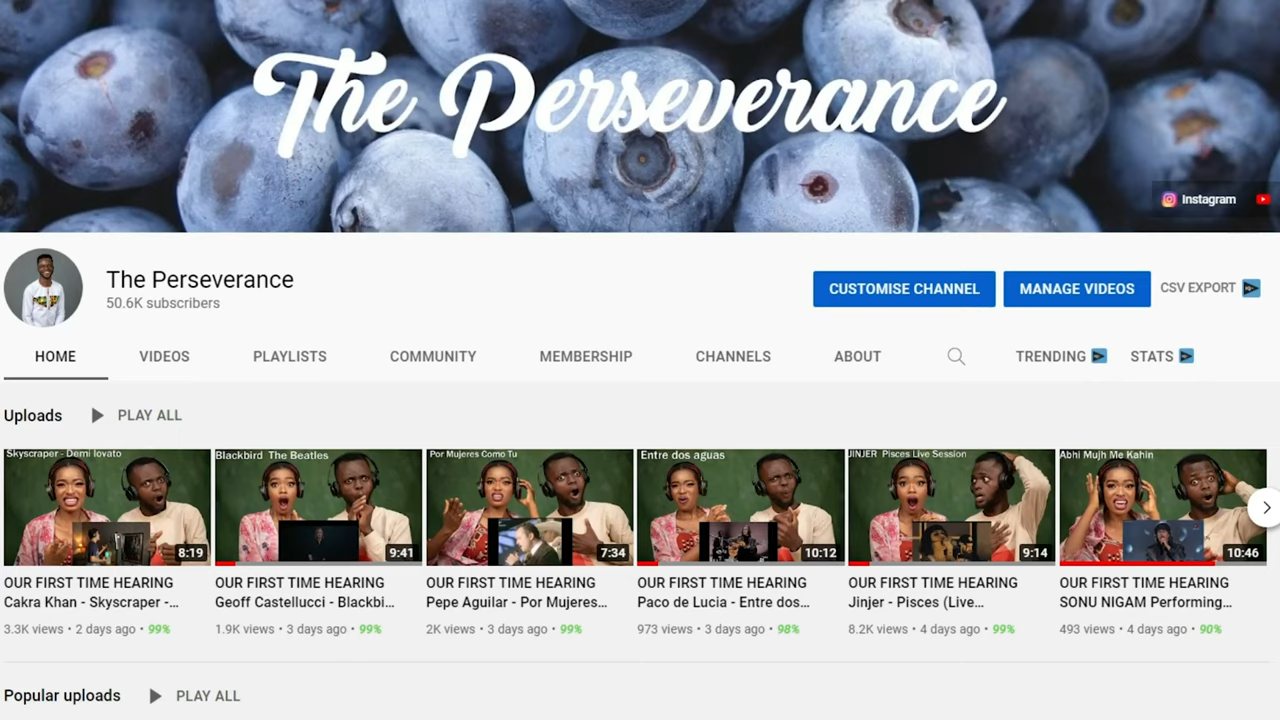 The Perseverance
Instagram
The Perseverance
50.6K subscribers
CUSTOMISE CHANNEL
MANAGE VIDEOS
CSV EXPORT
HOME
VIDEOS
PLAYLISTS
COMMUNITY
MEMBERSHIP
CHANNELS
ABOUT
TRENDING
STATS
Uploads
PLAY ALL
Skyscraper - Demi lovato
8:19
OUR FIRST TIME HEARING
Cakra Khan - Skyscraper -...
3.3K views • 2 days ago • 99%
Blackbird The Beatles
9:41
OUR FIRST TIME HEARING
Geoff Castellucci - Blackbi...
1.9K views • 3 days ago • 99%
Por Mujeres Como Tu
7:34
OUR FIRST TIME HEARING
Pepe Aguilar - Por Mujeres...
2K views • 3 days ago • 99%
Entre dos aguas
10:12
OUR FIRST TIME HEARING
Paco de Lucia - Entre dos...
973 views • 3 days ago • 98%
JINJER Pisces Live Session
9:14
OUR FIRST TIME HEARING
Jinjer - Pisces (Live...
8.2K views • 4 days ago • 99%
Abhi Mujh Me Kahin
10:46
OUR FIRST TIME HEARING
SONU NIGAM Performing...
493 views • 4 days ago • 90%
Popular uploads
PLAY ALL